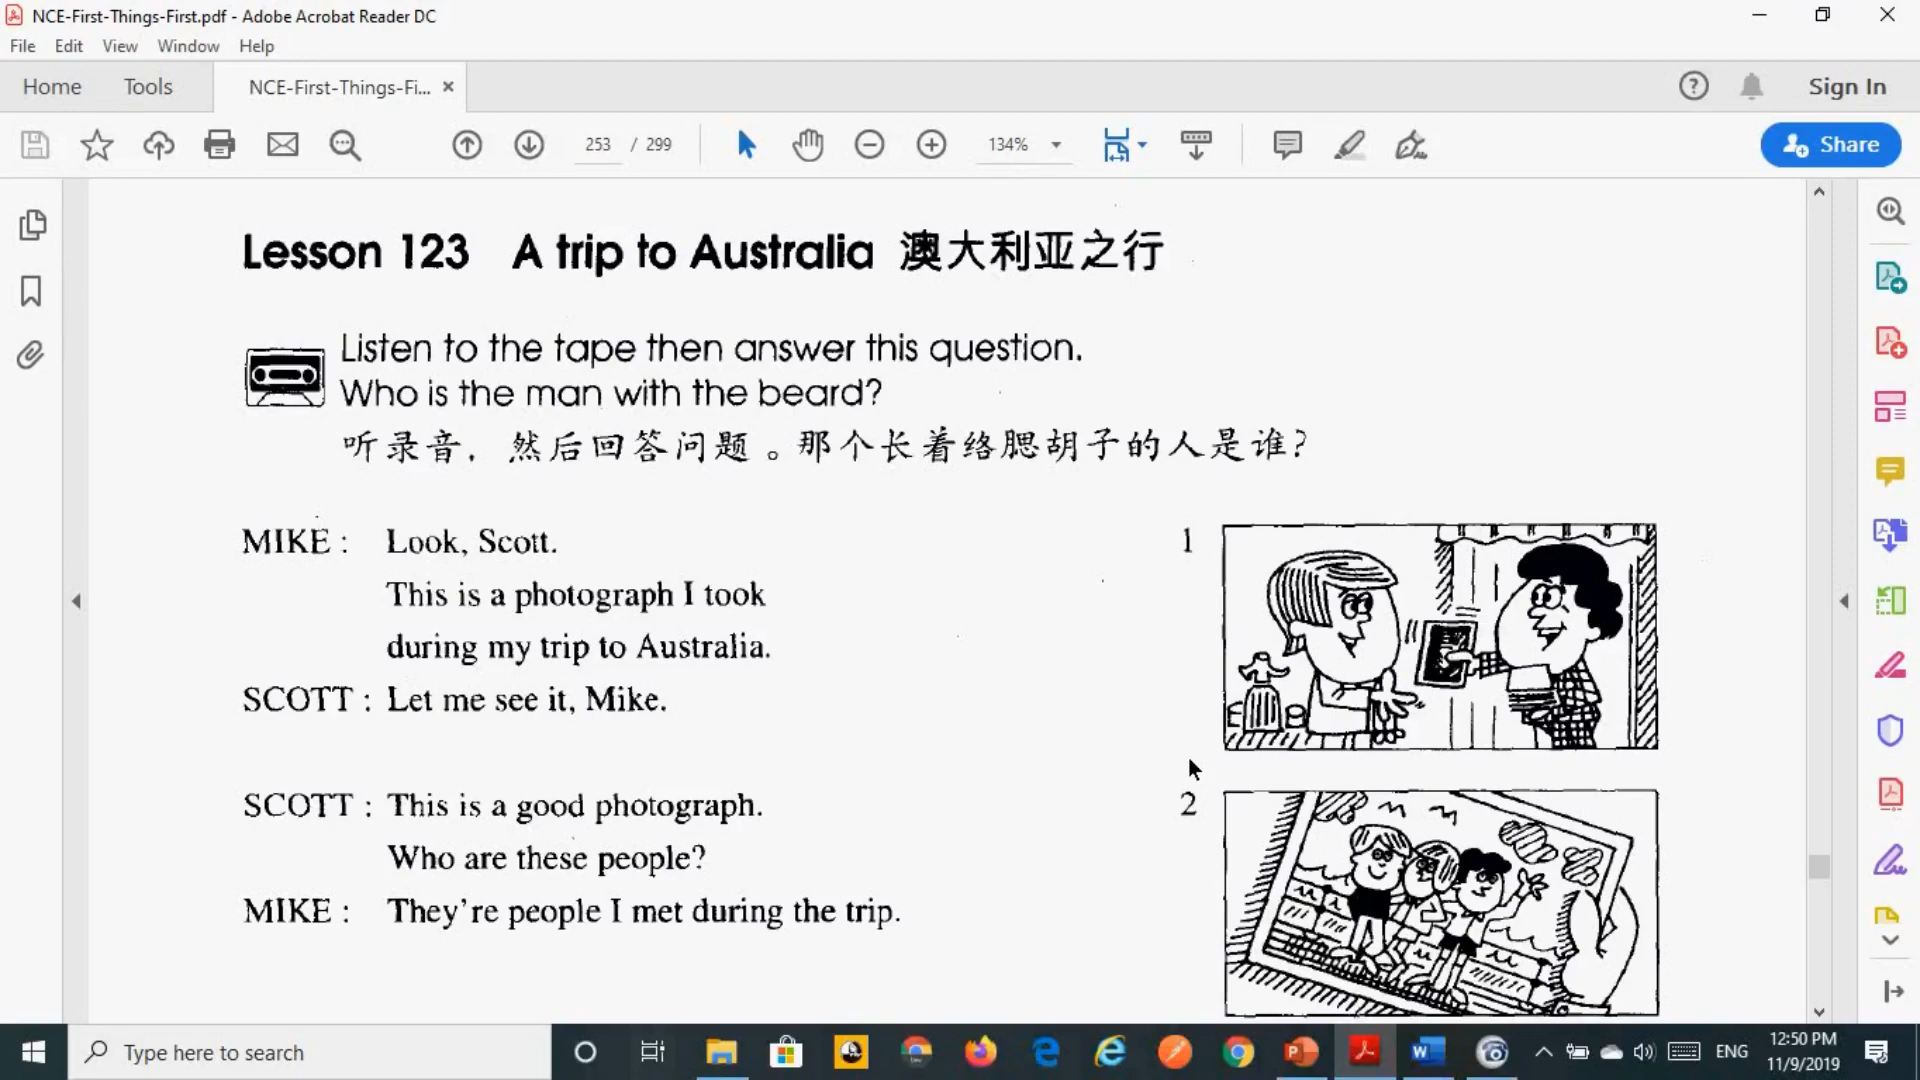 NCE-First-Things-First.pdf - Adobe Acrobat Reader DC
File Edit View Window Help
Home Tools NCE-First-Things-Fi... × Sign In
253 / 299 134% Share
Lesson 123 A trip to Australia 澳大利亚之行
Listen to the tape then answer this question.
Who is the man with the beard?
听录音，然后回答问题。那个长着络腮胡子的人是谁？
MIKE : Look, Scott.
This is a photograph I took
during my trip to Australia.
SCOTT : Let me see it, Mike.
1
SCOTT : This is a good photograph.
Who are these people?
MIKE : They're people I met during the trip.
2
Type here to search
ENG
12:50 PM
11/9/2019